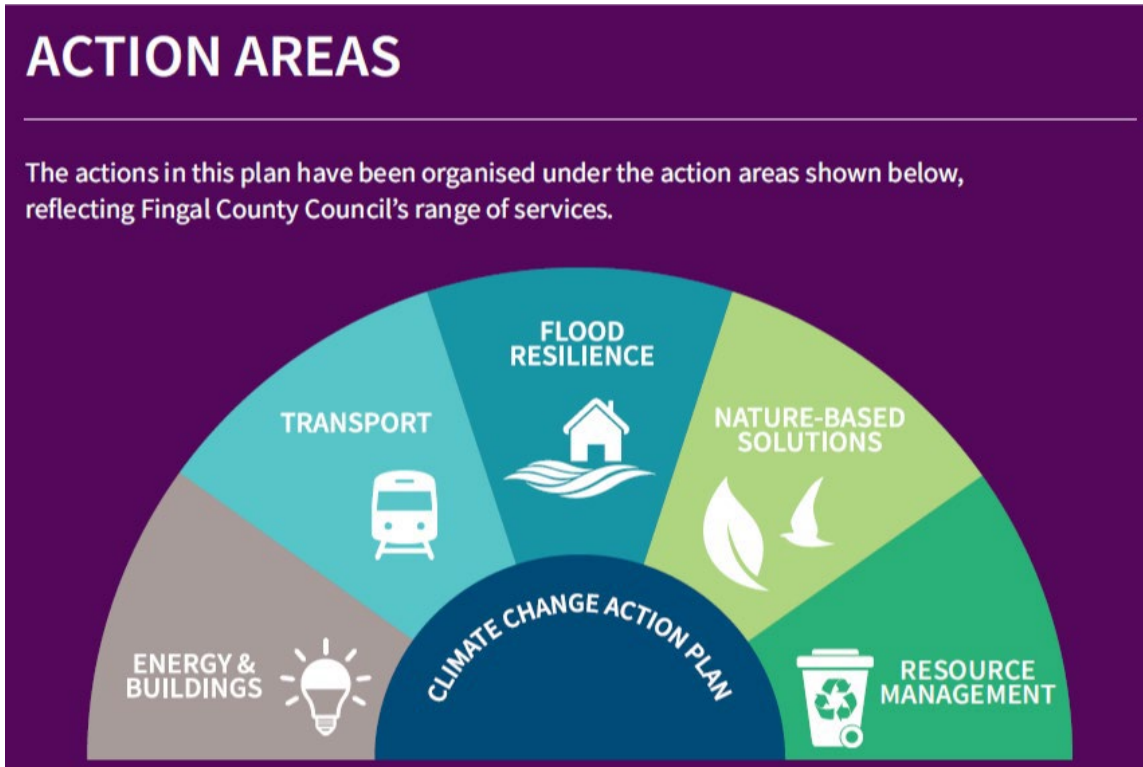 ACTION AREAS
The actions in this plan have been organised under the action areas shown below,
reflecting Fingal County Council’s range of services.
ENERGY &
BUILDINGS
TRANSPORT
FLOOD
RESILIENCE
NATURE-BASED
SOLUTIONS
RESOURCE
MANAGEMENT
CLIMATE CHANGE ACTION PLAN